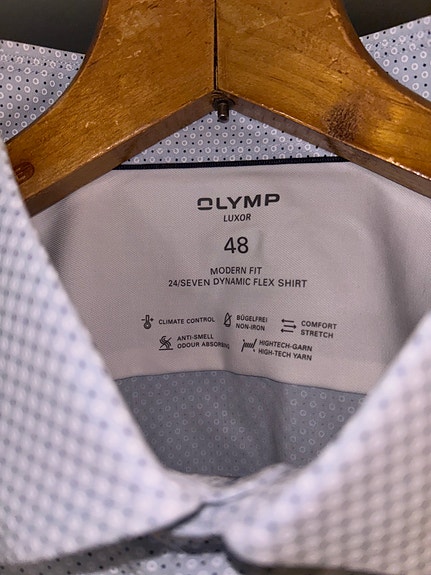 OLYMP
LUXOR
48
MODERN FIT
24/SEVEN DYNAMIC FLEX SHIRT
CLIMATE CONTROL
BÜGELFREI
NON-IRON
COMFORT
STRETCH
ANTI-SMELL
ODOUR ABSORBING
HIGHTECH-GARN
HIGH-TECH YARN